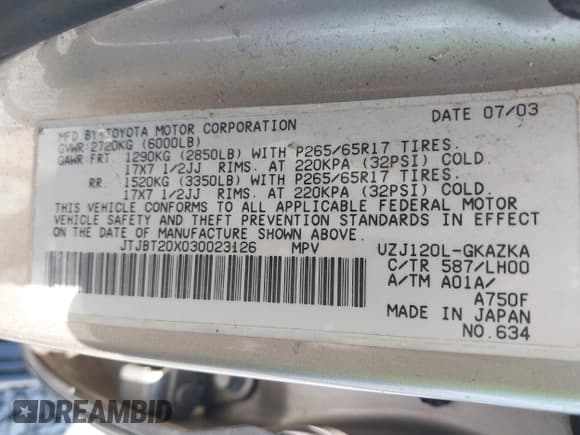 DATE 07/03
MFD BY:TOYOTA MOTOR CORPORATION
GVWR:2720KG (6000LB)
GAWR:FRT. 1290KG (2850LB) WITH P265/65R17 TIRES.
17X7 1/2JJ RIMS. AT 220KPA (32PSI) COLD.
RR. 1520KG (3350LB) WITH P265/65R17 TIRES.
17X7 1/2JJ RIMS. AT 220KPA (32PSI) COLD.
THIS VEHICLE CONFORMS TO ALL APPLICABLE FEDERAL MOTOR
VEHICLE SAFETY AND THEFT PREVENTION STANDARDS IN EFFECT
ON THE DATE OF MANUFACTURE SHOWN ABOVE.
JTJBT20X030023126 MPV UZJ120L-GKAZKA
C/TR 587/LH00
A/TM A01A/
A750F
MADE IN JAPAN
NO.634
DREAMBID